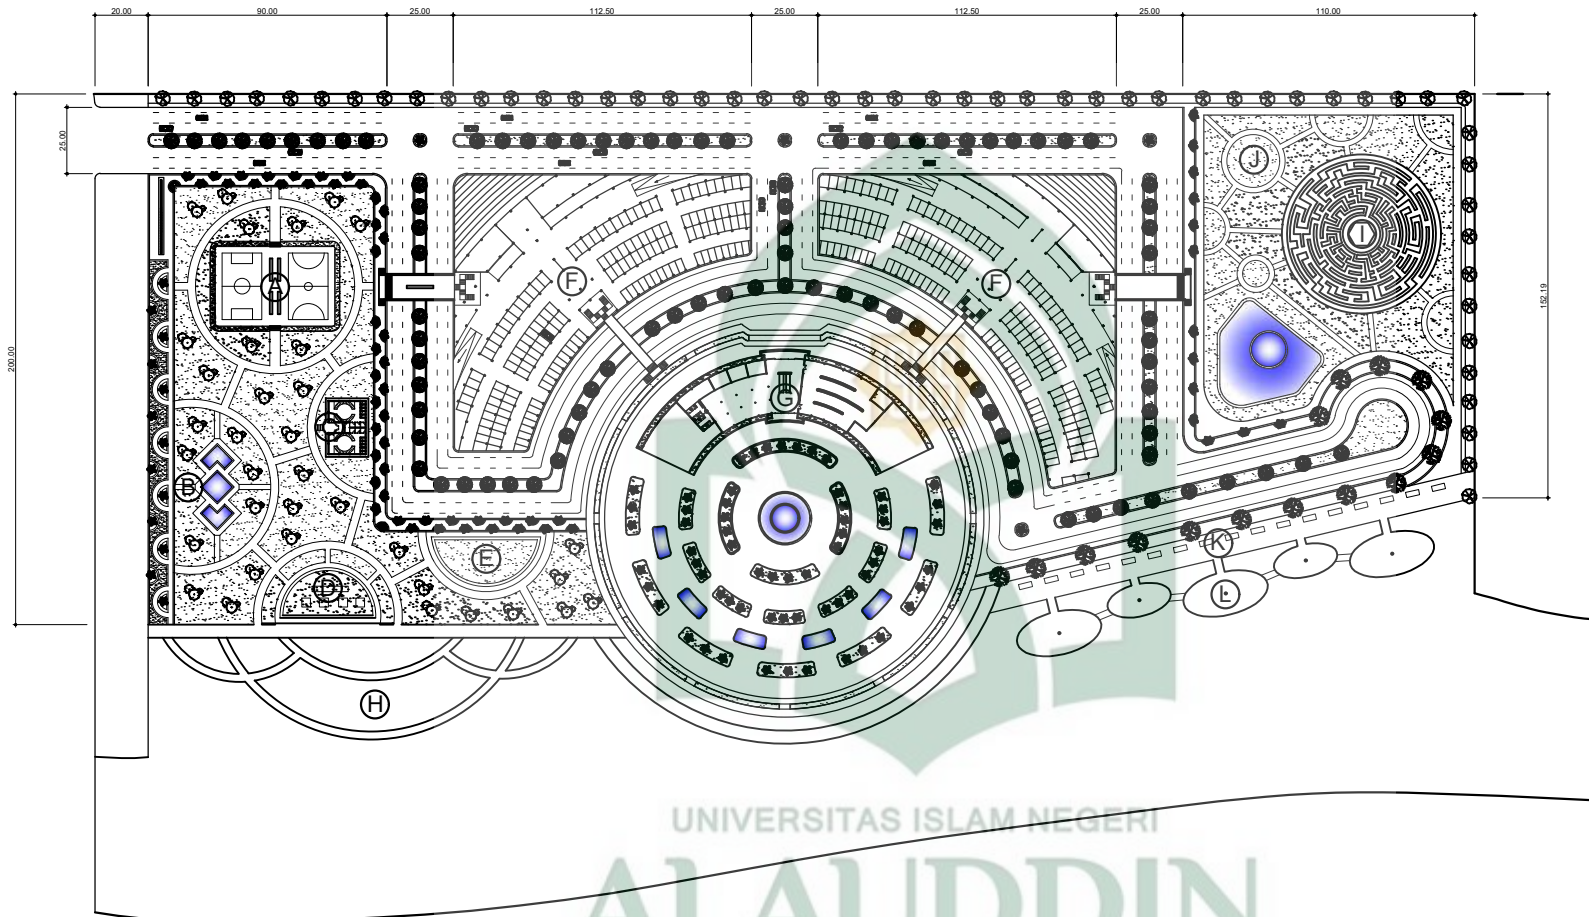 20.00 90.00 25.00 112.50 25.00 112.50 25.00 110.00
25.00
200.00
152.19
J
I
A
F
F
G
B
E
D
K
L
H
UNIVERSITAS ISLAM NEGERI
ALAUDDIN